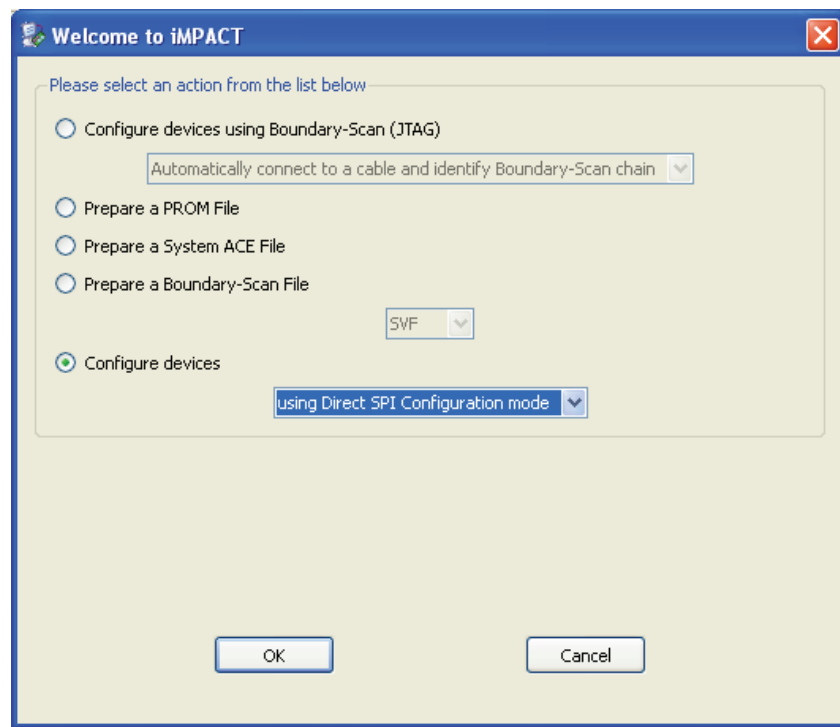 Welcome to iMPACT
Please select an action from the list below
Configure devices using Boundary-Scan (JTAG)
Automatically connect to a cable and identify Boundary-Scan chain
Prepare a PROM File
Prepare a System ACE File
Prepare a Boundary-Scan File
SVF
Configure devices
using Direct SPI Configuration mode
OK Cancel